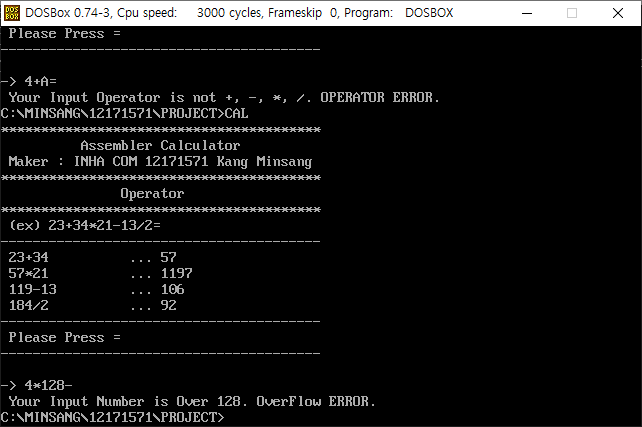 DOSBox 0.74-3, Cpu speed: 3000 cycles, Frameskip 0, Program: DOSBOX
Please Press =
----------------------------------------
-> 4+A=
Your Input Operator is not +, -, *, /. OPERATOR ERROR.
C:\MINSANG\12171571\PROJECT>CAL
****************************************
Assembler Calculator
Maker : INHA COM 12171571 Kang Minsang
****************************************
Operator
****************************************
(ex) 23+34*21-13/2=
----------------------------------------
23+34 ... 57
57*21 ... 1197
119-13 ... 106
184/2 ... 92
----------------------------------------
Please Press =
----------------------------------------
-> 4*128-
Your Input Number is Over 128. OverFlow ERROR.
C:\MINSANG\12171571\PROJECT>